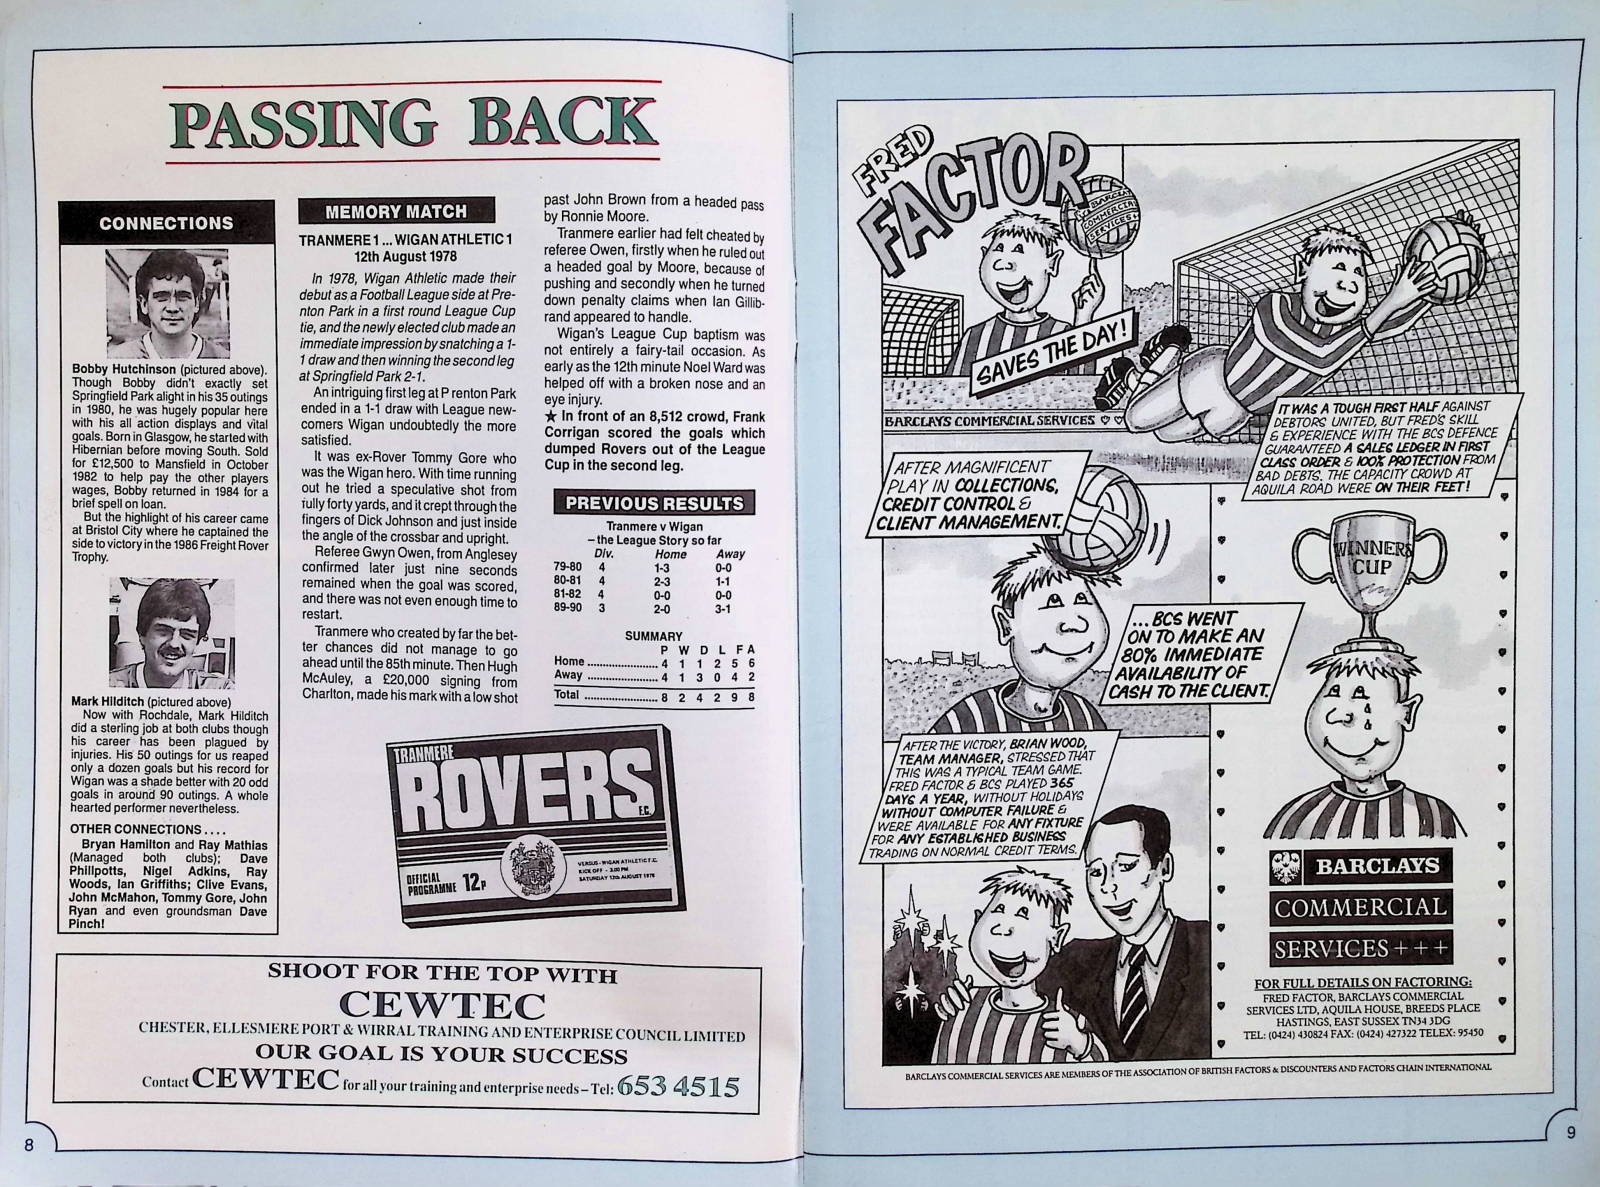 PASSING BACK
CONNECTIONS
Bobby Hutchinson (pictured above).
Though Bobby didn't exactly set
Springfield Park alight in his 35 outings
in 1980, he was hugely popular here
with his all action displays and vital
goals. Born in Glasgow, he started with
Hibernian before moving South. Sold
for £12,500 to Mansfield in October
1982 to help pay the other players
wages, Bobby returned in 1984 for a
brief spell on loan.
But the highlight of his career came
at Bristol City where he captained the
side to victory in the 1986 Freight Rover
Trophy.
Mark Hilditch (pictured above)
Now with Rochdale, Mark Hilditch
did a sterling job at both clubs though
his career has been plagued by
injuries. His 50 outings for us reaped
only a dozen goals but his record for
Wigan was a shade better with 20 odd
goals in around 90 outings. A whole
hearted performer nevertheless.
OTHER CONNECTIONS ....
Bryan Hamilton and Ray Mathias
(Managed both clubs); Dave
Philpotts, Nigel Adkins, Ray
Woods, Ian Griffiths; Clive Evans,
John McMahon, Tommy Gore, John
Ryan and even groundsman Dave
Pinch!
MEMORY MATCH
TRANMERE 1 ... WIGAN ATHLETIC 1
12th August 1978
In 1978, Wigan Athletic made their
debut as a Football League side at Pre-
nton Park in a first round League Cup
tie, and the newly elected club made an
immediate impression by snatching a 1-
1 draw and then winning the second leg
at Springfield Park 2-1.
An intriguing first leg at P renton Park
ended in a 1-1 draw with League new-
comers Wigan undoubtedly the more
satisfied.
It was ex-Rover Tommy Gore who
was the Wigan hero. With time running
out he tried a speculative shot from
fully forty yards, and it crept through the
fingers of Dick Johnson and just inside
the angle of the crossbar and upright.
Referee Gwyn Owen, from Anglesey
confirmed later just nine seconds
remained when the goal was scored,
and there was not even enough time to
restart.
Tranmere who created by far the bet-
ter chances did not manage to go
ahead until the 85th minute. Then Hugh
McAuley, a £20,000 signing from
Charlton, made his mark with a low shot
past John Brown from a headed pass
by Ronnie Moore.
Tranmere earlier had felt cheated by
referee Owen, firstly when he ruled out
a headed goal by Moore, because of
pushing and secondly when he turned
down penalty claims when Ian Gillib-
rand appeared to handle.
Wigan's League Cup baptism was
not entirely a fairy-tail occasion. As
early as the 12th minute Noel Ward was
helped off with a broken nose and an
eye injury.
★ In front of an 8,512 crowd, Frank
Corrigan scored the goals which
dumped Rovers out of the League
Cup in the second leg.
PREVIOUS RESULTS
Tranmere v Wigan
– the League Story so far
Div. Home Away
79-80 4 1-3 0-0
80-81 4 2-3 1-1
81-82 4 0-0 0-0
89-90 3 2-0 3-1
SUMMARY
P W D L F A
Home ..................... 4 1 1 2 5 6
Away ...................... 4 1 3 0 4 2
Total ...................... 8 2 4 2 9 8
TRANMERE
ROVERS
F.C.
OFFICIAL
PROGRAMME 12p
VERSUS - WIGAN ATHLETIC F.C.
KICK OFF - 3.00 PM
SATURDAY 12th AUGUST 1978
SHOOT FOR THE TOP WITH
CEWTEC
CHESTER, ELLESMERE PORT & WIRRAL TRAINING AND ENTERPRISE COUNCIL LIMITED
OUR GOAL IS YOUR SUCCESS
Contact CEWTEC for all your training and enterprise needs – Tel: 653 4515
8
FRED
FACTOR
BARCLAYS
COMMERCIAL
SERVICES+
SAVES THE DAY!
BARCLAYS COMMERCIAL SERVICES
IT WAS A TOUGH FIRST HALF AGAINST
DEBTORS UNITED, BUT FRED'S SKILL
& EXPERIENCE WITH THE BCS DEFENCE
GUARANTEED A SALES LEDGER IN FIRST
CLASS ORDER & 100% PROTECTION FROM
BAD DEBTS. THE CAPACITY CROWD AT
AQUILA ROAD WERE ON THEIR FEET!
AFTER MAGNIFICENT
PLAY IN COLLECTIONS,
CREDIT CONTROL &
CLIENT MANAGEMENT.
WINNERS
CUP
... BCS WENT
ON TO MAKE AN
80% IMMEDIATE
AVAILABILITY OF
CASH TO THE CLIENT.
AFTER THE VICTORY, BRIAN WOOD,
TEAM MANAGER, STRESSED THAT
THIS WAS A TYPICAL TEAM GAME.
FRED FACTOR & BCS PLAYED 365
DAYS A YEAR, WITHOUT HOLIDAYS
WITHOUT COMPUTER FAILURE &
WERE AVAILABLE FOR ANY FIXTURE
FOR ANY ESTABLISHED BUSINESS
TRADING ON NORMAL CREDIT TERMS.
BARCLAYS
COMMERCIAL
SERVICES+++
FOR FULL DETAILS ON FACTORING:
FRED FACTOR, BARCLAYS COMMERCIAL
SERVICES LTD, AQUILA HOUSE, BREEDS PLACE
HASTINGS, EAST SUSSEX TN34 3DG
TEL: (0424) 430824 FAX: (0424) 427322 TELEX: 95450
BARCLAYS COMMERCIAL SERVICES ARE MEMBERS OF THE ASSOCIATION OF BRITISH FACTORS & DISCOUNTERS AND FACTORS CHAIN INTERNATIONAL
9